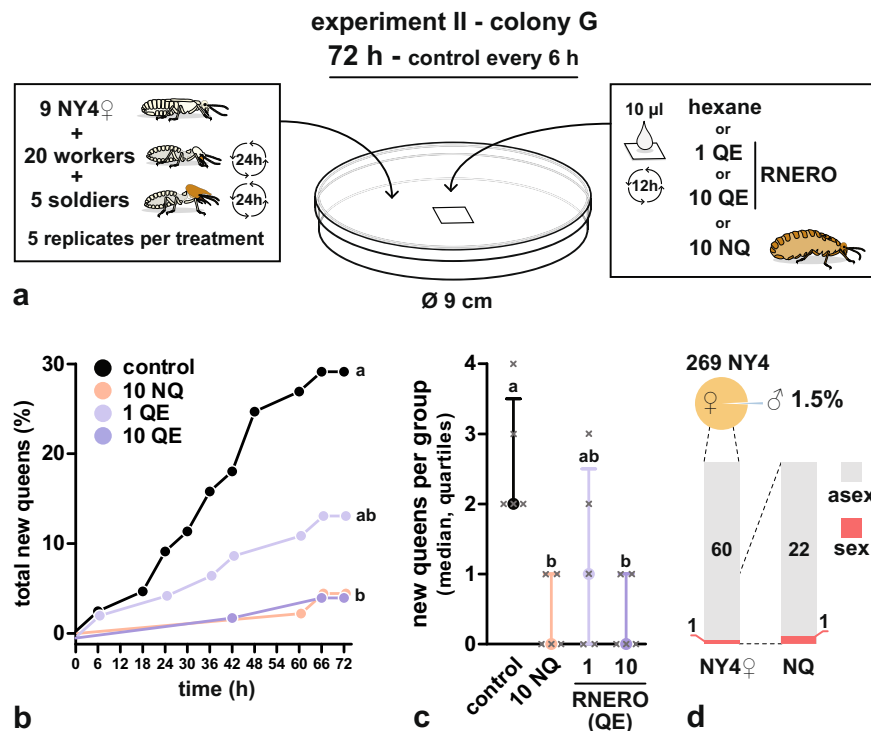 experiment II - colony G
72 h - control every 6 h
9 NY4♀
+
20 workers
24h
+
5 soldiers
24h
5 replicates per treatment
10 µl
hexane
or
1 QE
or
12h
10 QE
RNERO
or
10 NQ
Ø 9 cm
a
total new queens (%)
30
20
10
0
control
10 NQ
1 QE
10 QE
a
ab
b
0 6 12 18 24 30 36 42 48 54 60 66 72
time (h)
b
new queens per group
(median, quartiles)
4
3
2
1
0
a
b
ab
b
control
10 NQ
1 10
RNERO
(QE)
c
269 NY4
♀ ♂ 1.5%
asex
sex
60
22
1
1
NY4♀
NQ
d